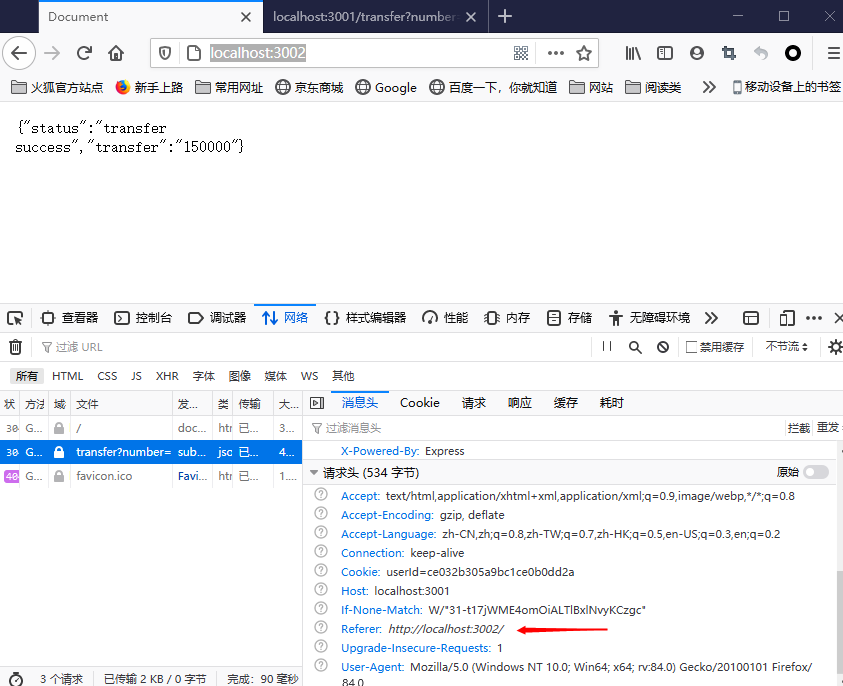 Document
localhost:3001/transfer?number=
localhost:3002
火狐官方站点 新手上路 常用网址 京东商城 Google 百度一下，你就知道 网站 阅读类 移动设备上的书签
{"status":"transfer
success","transfer":"150000"}
查看器 控制台 调试器 网络 样式编辑器 性能 内存 存储 无障碍环境
过滤 URL 禁用缓存 不节流
所有 HTML CSS JS XHR 字体 图像 媒体 WS 其他
状 方法 域 文件 发... 类 传输 大...
消息头 Cookie 请求 响应 缓存 耗时
30 G... / doc... htr 已... 3...
过滤消息头 拦截 重发
30 G... transfer?number= sub... jsc 已... 4...
X-Powered-By: Express
40 G... favicon.ico Favi... htr 已... 1....
请求头 (534 字节) 原始
Accept: text/html,application/xhtml+xml,application/xml;q=0.9,image/webp,*/*;q=0.8
Accept-Encoding: gzip, deflate
Accept-Language: zh-CN,zh;q=0.8,zh-TW;q=0.7,zh-HK;q=0.5,en-US;q=0.3,en;q=0.2
Connection: keep-alive
Cookie: userId=ce032b305a9bc1ce0b0dd2a
Host: localhost:3001
If-None-Match: W/"31-t17jWME4omOiALTlBxlNvyKCzgc"
Referer: http://localhost:3002/
Upgrade-Insecure-Requests: 1
User-Agent: Mozilla/5.0 (Windows NT 10.0; Win64; x64; rv:84.0) Gecko/20100101 Firefox/
84.0
3 个请求 已传输 2 KB / 0 字节 完成：90 毫秒